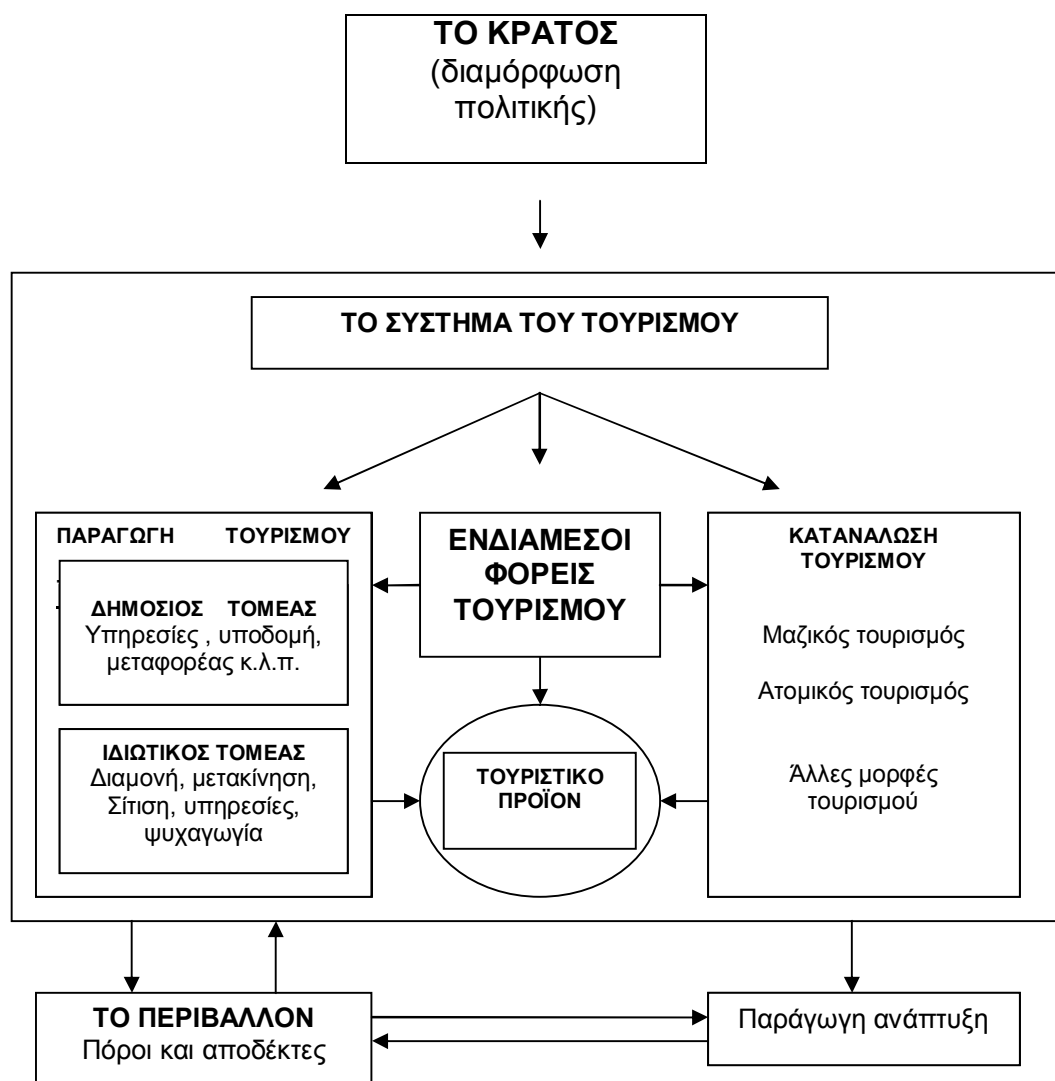 ΤΟ ΚΡΑΤΟΣ
(διαμόρφωση
πολιτικής)
ΤΟ ΣΥΣΤΗΜΑ ΤΟΥ ΤΟΥΡΙΣΜΟΥ
ΠΑΡΑΓΩΓΗ ΤΟΥΡΙΣΜΟΥ
ΔΗΜΟΣΙΟΣ ΤΟΜΕΑΣ
Υπηρεσίες , υποδομή,
μεταφορέας κ.λ.π.
ΙΔΙΩΤΙΚΟΣ ΤΟΜΕΑΣ
Διαμονή, μετακίνηση,
Σίτιση, υπηρεσίες,
ψυχαγωγία
ΕΝΔΙΑΜΕΣΟΙ
ΦΟΡΕΙΣ
ΤΟΥΡΙΣΜΟΥ
ΤΟΥΡΙΣΤΙΚΟ
ΠΡΟΪΟΝ
ΚΑΤΑΝΑΛΩΣΗ
ΤΟΥΡΙΣΜΟΥ
Μαζικός τουρισμός
Ατομικός τουρισμός
Άλλες μορφές
τουρισμού
ΤΟ ΠΕΡΙΒΑΛΛΟΝ
Πόροι και αποδέκτες
Παράγωγη ανάπτυξη